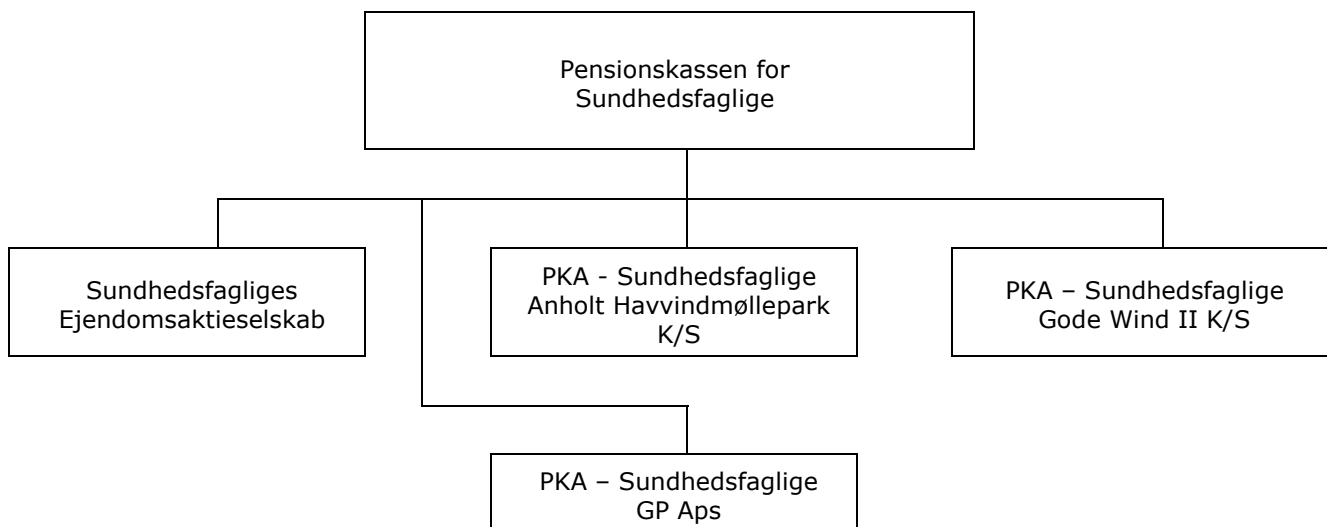 Pensionskassen for
Sundhedsfaglige
Sundhedsfagliges
Ejendomsaktieselskab
PKA - Sundhedsfaglige
Anholt Havvindmøllepark
K/S
PKA – Sundhedsfaglige
Gode Wind II K/S
PKA – Sundhedsfaglige
GP Aps